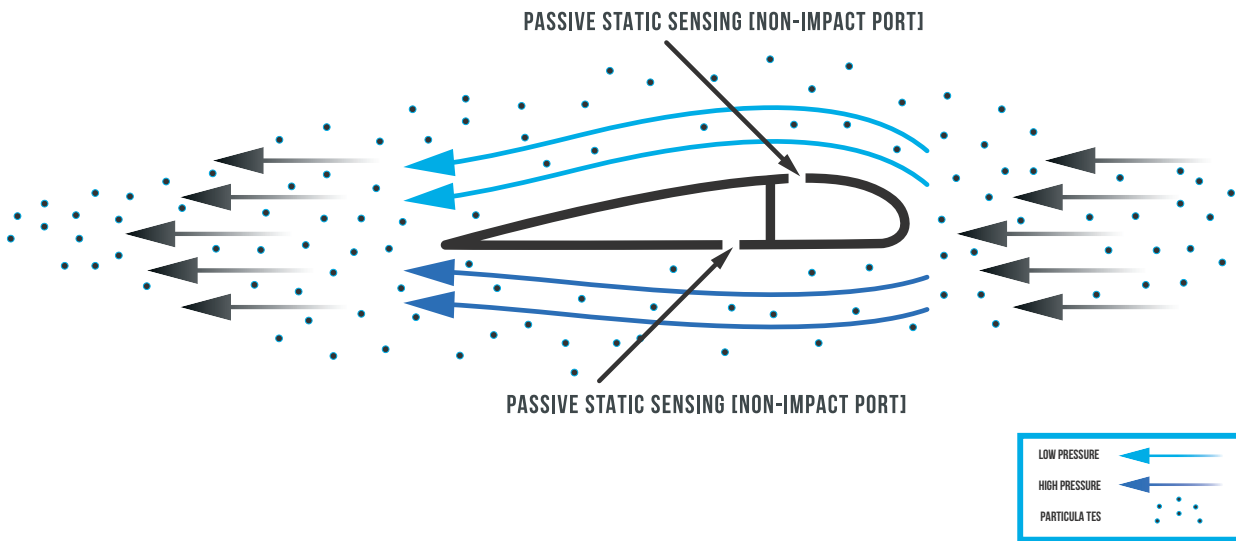 PASSIVE STATIC SENSING [NON-IMPACT PORT]
PASSIVE STATIC SENSING [NON-IMPACT PORT]
LOW PRESSURE
HIGH PRESSURE
PARTICULA TES